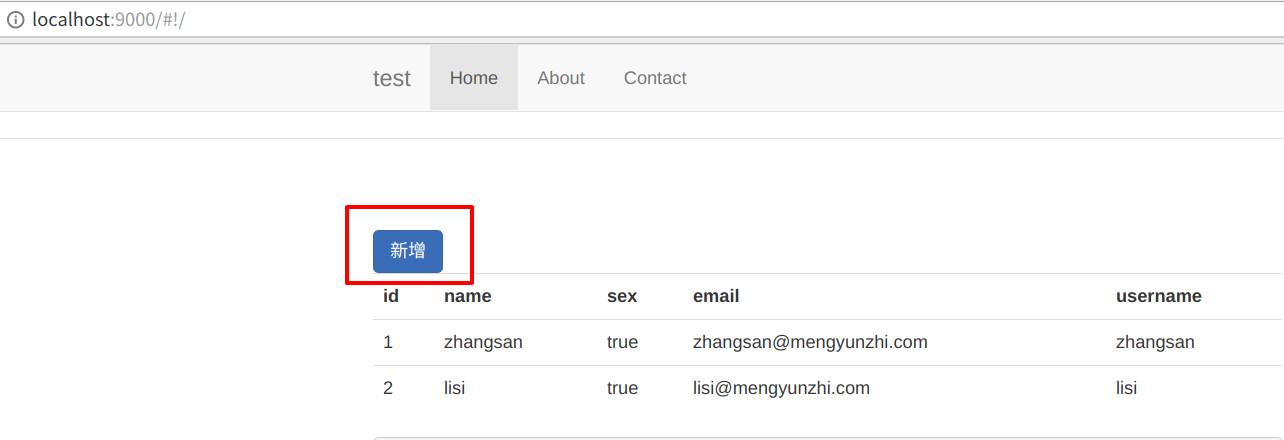 localhost:9000/#!/
test Home About Contact
新增
id name sex email username
1 zhangsan true zhangsan@mengyunzhi.com zhangsan
2 lisi true lisi@mengyunzhi.com lisi